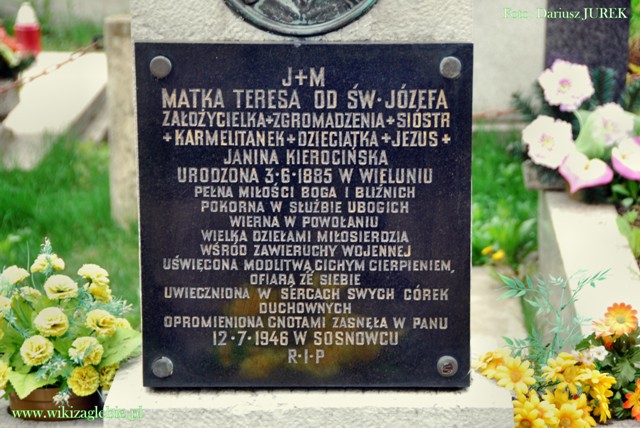 Foto: Dariusz JUREK
J+M
MATKA TERESA OD ŚW. JÓZEFA
ZAŁOŻYCIELKA+ZGROMADZENIA+SIÓSTR
+KARMELITANEK+DZIECIĄTKA+JEZUS+
JANINA KIEROCIŃSKA
URODZONA 3·6·1885 W WIELUNIU
PEŁNA MIŁOŚCI BOGA I BLIŹNICH
POKORNA W SŁUŻBIE UBOGICH
WIERNA W POWOŁANIU
WIELKA DZIEŁAMI MIŁOSIERDZIA
WŚRÓD ZAWIERUCHY WOJENNEJ
UŚWIĘCONA MODLITWĄ CICHYM CIERPIENIEM,
OFIARĄ ZE SIEBIE
UWIECZNIONA W SERCACH SWYCH CÓREK
DUCHOWNYCH
OPROMIENIONA CNOTAMI ZASNĘŁA W PANU
12·7·1946 W SOSNOWCU
R·I·P
www.wikizaglebie.pl